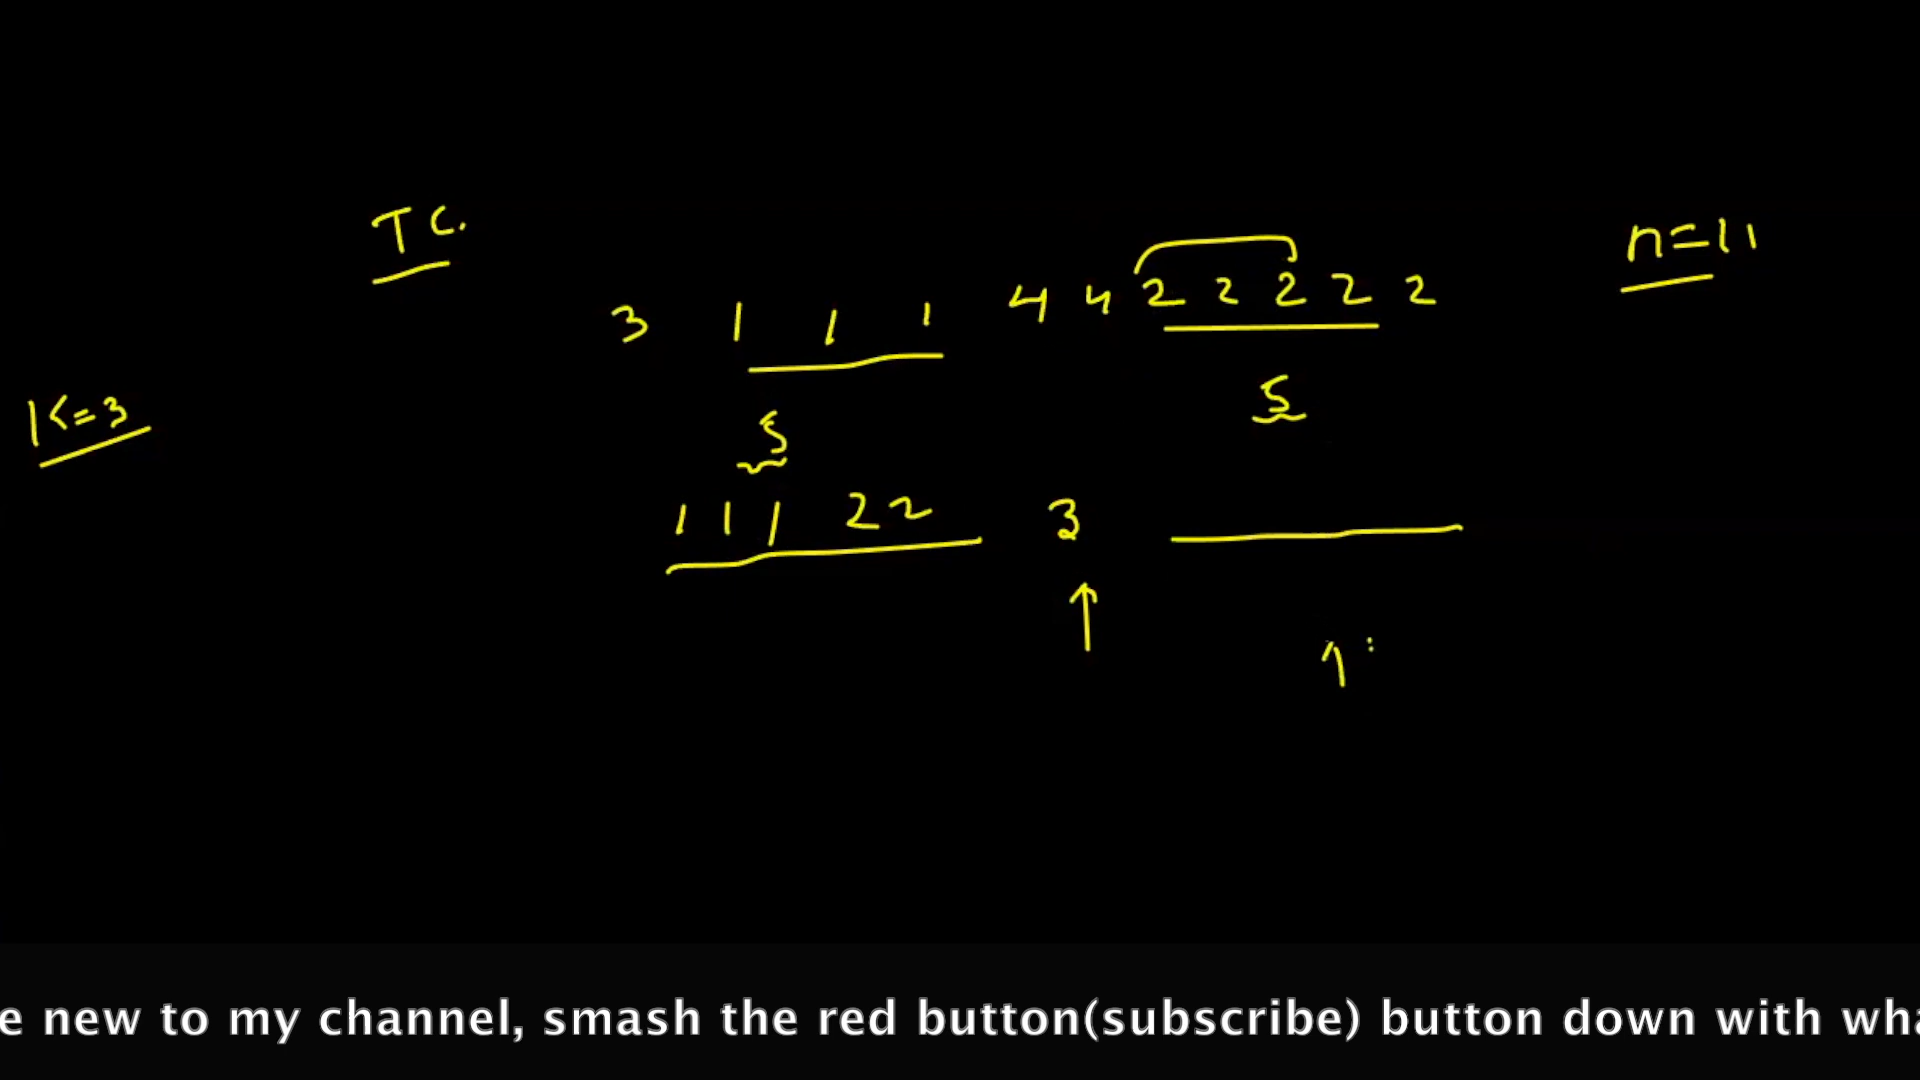 TC.
n=11
3 1 1 1 4 4 2 2 2 2 2
K=3
5
5
1 1 1 2 2 3
e new to my channel, smash the red button(subscribe) button down with wha